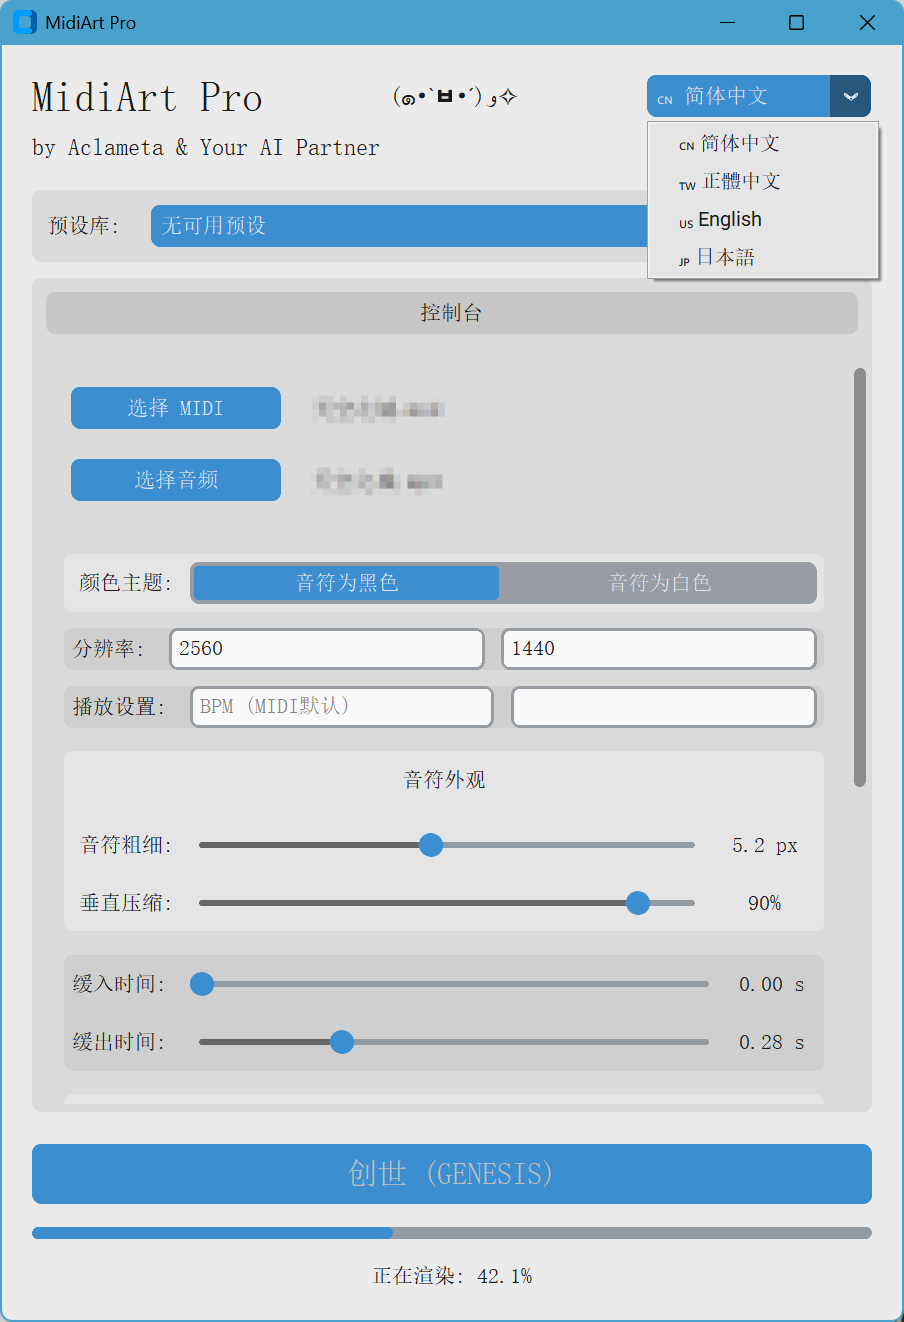 MidiArt Pro
MidiArt Pro
(๑•̀ㅂ•́)و✧
CN 简体中文
by Aclameta & Your AI Partner
CN 简体中文
TW 正體中文
US English
JP 日本語
预设库:
无可用预设
控制台
选择 MIDI
选择音频
颜色主题:
音符为黑色
音符为白色
分辨率:
2560
1440
播放设置:
BPM (MIDI默认)
音符外观
音符粗细:
5.2 px
垂直压缩:
90%
缓入时间:
0.00 s
缓出时间:
0.28 s
创世 (GENESIS)
正在渲染: 42.1%